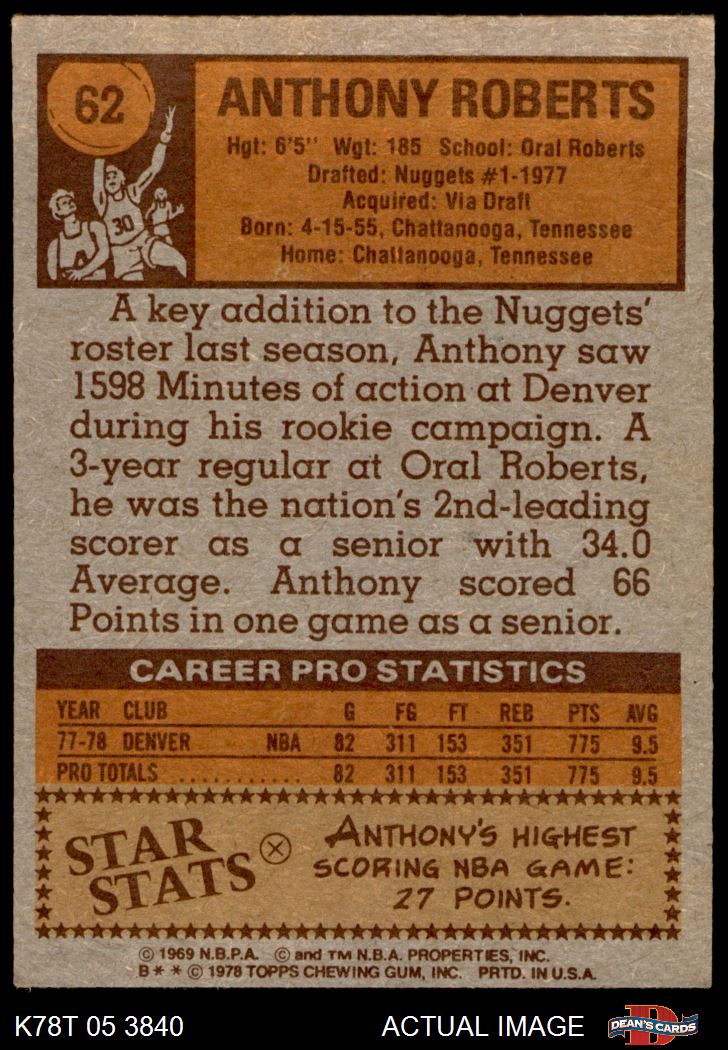 62
30
ANTHONY ROBERTS
Hgt: 6'5" Wgt: 185 School: Oral Roberts
Drafted: Nuggets #1-1977
Acquired: Via Draft
Born: 4-15-55, Chattanooga, Tennessee
Home: Chattanooga, Tennessee
A key addition to the Nuggets'
roster last season, Anthony saw
1598 Minutes of action at Denver
during his rookie campaign. A
3-year regular at Oral Roberts,
he was the nation's 2nd-leading
scorer as a senior with 34.0
Average. Anthony scored 66
Points in one game as a senior.
CAREER PRO STATISTICS
YEAR CLUB G FG FT REB PTS AVG
77-78 DENVER NBA 82 311 153 351 775 9.5
PRO TOTALS ........... 82 311 153 351 775 9.5
STAR
STATS
ANTHONY'S HIGHEST
SCORING NBA GAME:
27 POINTS.
© 1969 N.B.P.A. © and TM N.B.A. PROPERTIES, INC.
B * * © 1978 TOPPS CHEWING GUM, INC. PRTD. IN U.S.A.
K78T 05 3840 ACTUAL IMAGE
D
DEAN'S CARDS